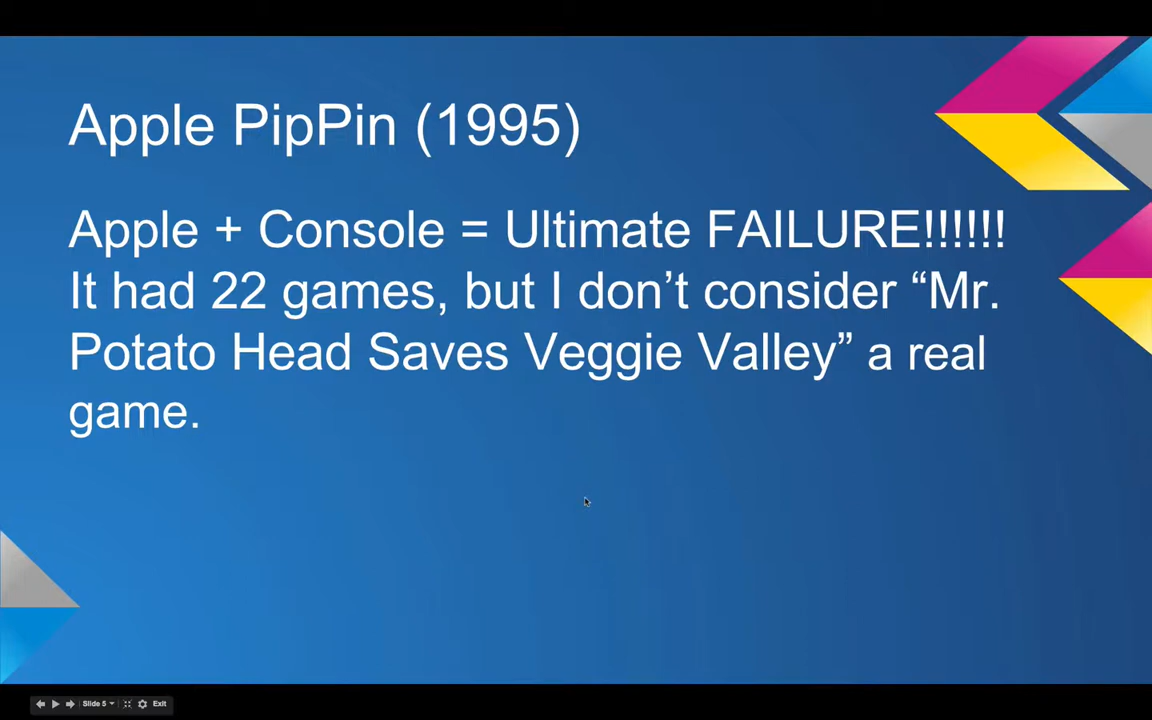 Apple PipPin (1995)
Apple + Console = Ultimate FAILURE!!!!!!
It had 22 games, but I don’t consider “Mr.
Potato Head Saves Veggie Valley” a real
game.
Slide 5
Exit